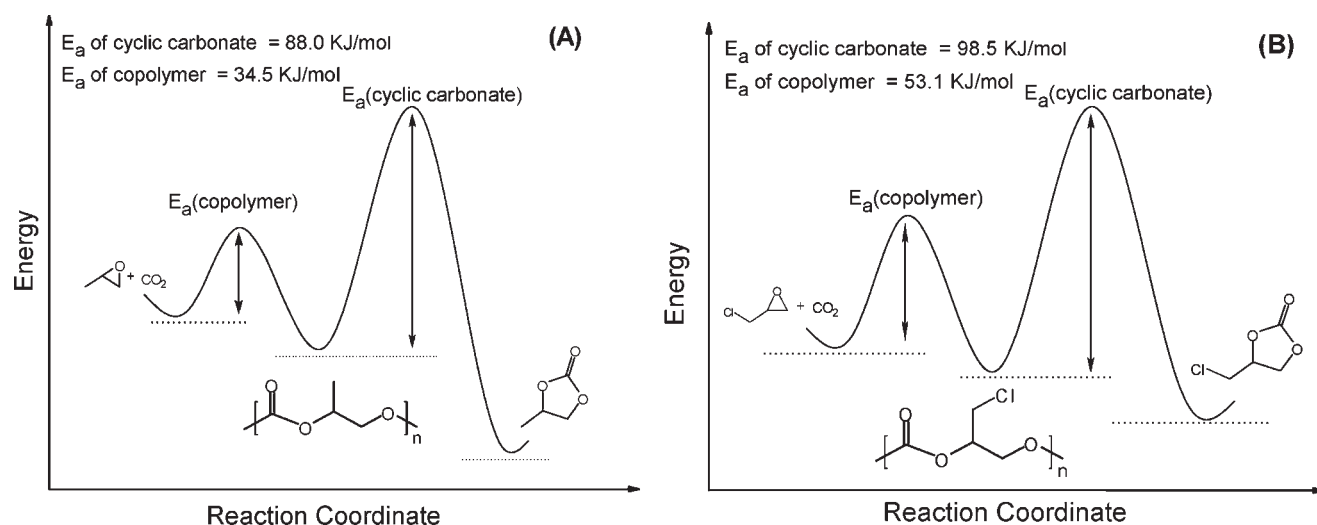 (A)
E_a of cyclic carbonate = 88.0 KJ/mol
E_a of copolymer = 34.5 KJ/mol
E_a(cyclic carbonate)
E_a(copolymer)
O + CO_2
O
O
O
O
O
O
n
Energy
Reaction Coordinate
(B)
E_a of cyclic carbonate = 98.5 KJ/mol
E_a of copolymer = 53.1 KJ/mol
E_a(cyclic carbonate)
E_a(copolymer)
O
Cl + CO_2
O
O
O
Cl
Cl
O
O
O
n
Energy
Reaction Coordinate